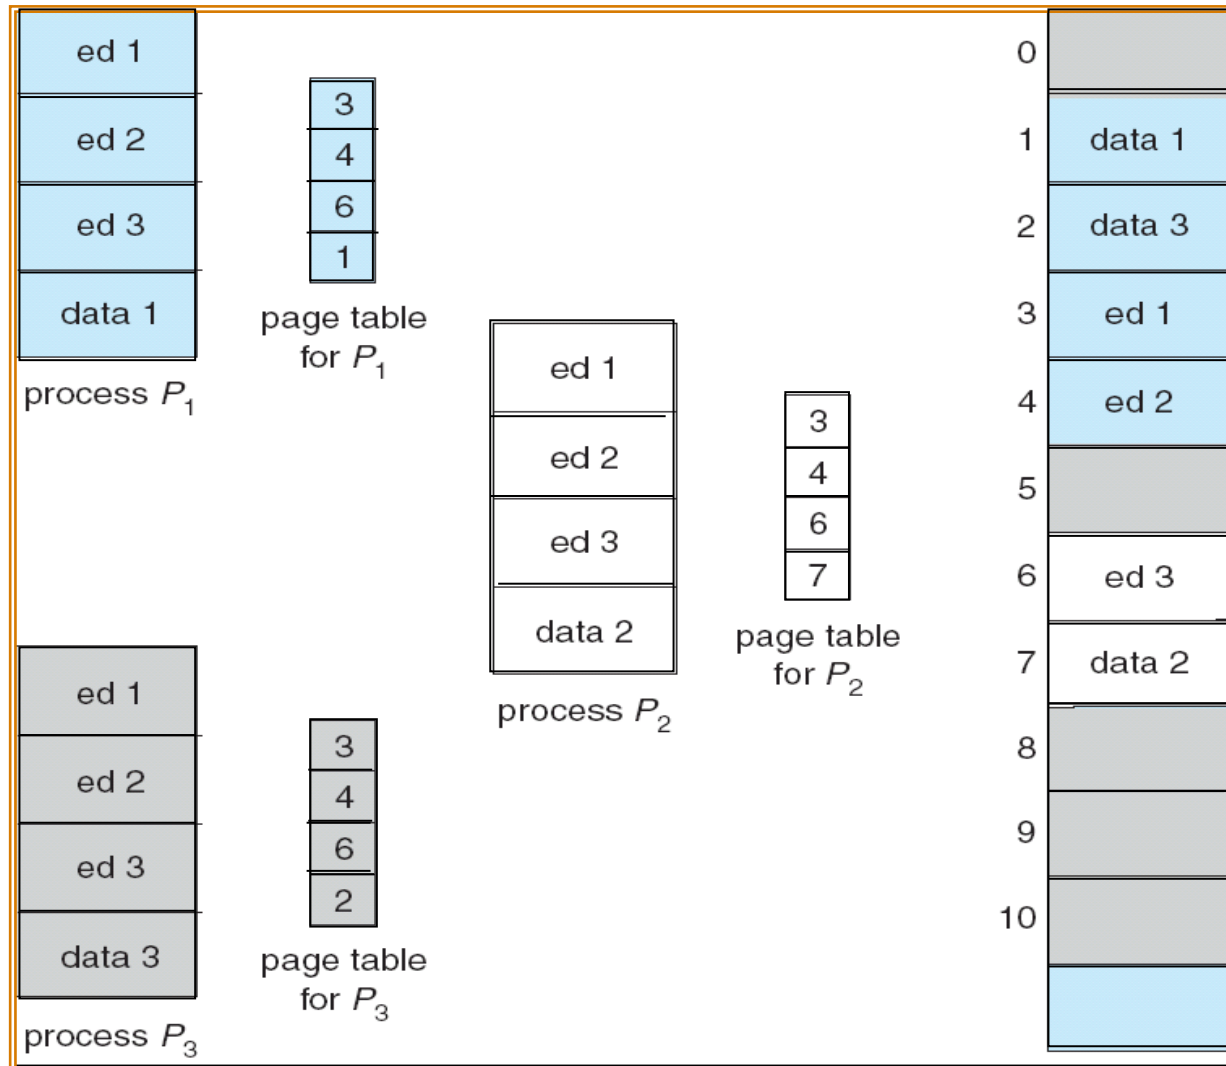 ed 1
ed 2
ed 3
data 1
process P1
3
4
6
1
page table
for P1
ed 1
ed 2
ed 3
data 2
process P2
3
4
6
7
page table
for P2
ed 1
ed 2
ed 3
data 3
process P3
3
4
6
2
page table
for P3
0
1 data 1
2 data 3
3 ed 1
4 ed 2
5
6 ed 3
7 data 2
8
9
10